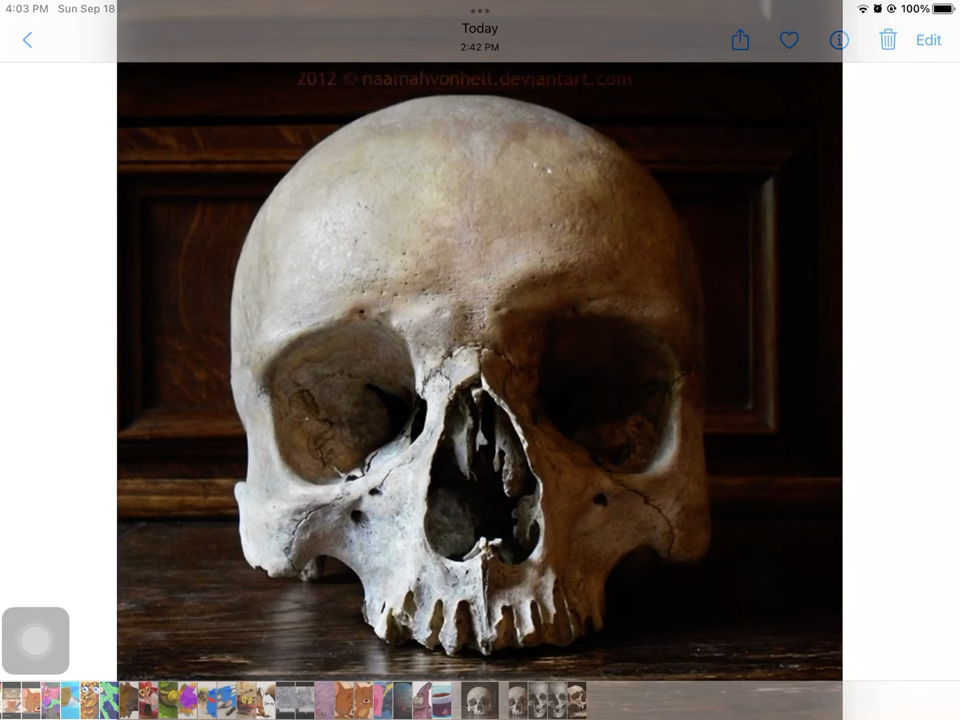 4:03 PM Sun Sep 18
100%
Today
2:42 PM
Edit
2012 © naamahvonhell.deviantart.com